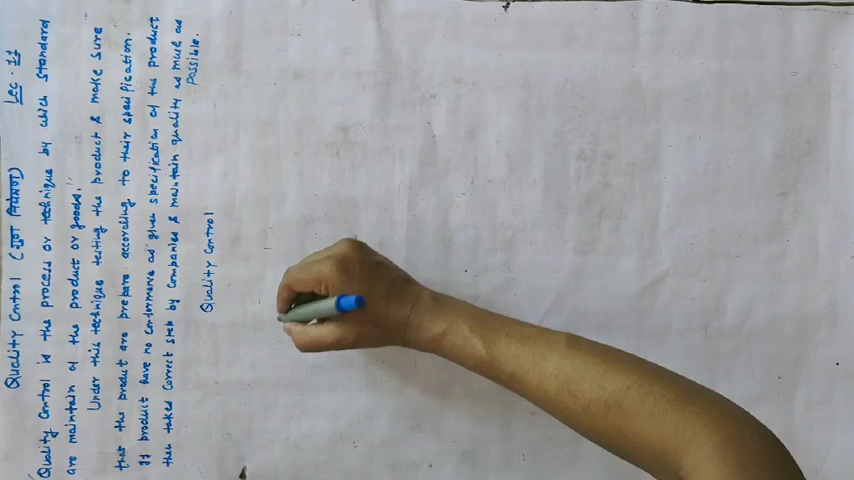 Quality Control (गुण नियंत्रण) Lec - 11
"Quality Control is the process or technique by which standard
are maintain of the product or goods."
Under this technique testing the product & make sure
that the product are prepare according to their specification.
If product have no conformance as given specification of the product
then taked correct step by companies & maintain quality as much as
possible.
Quality Control